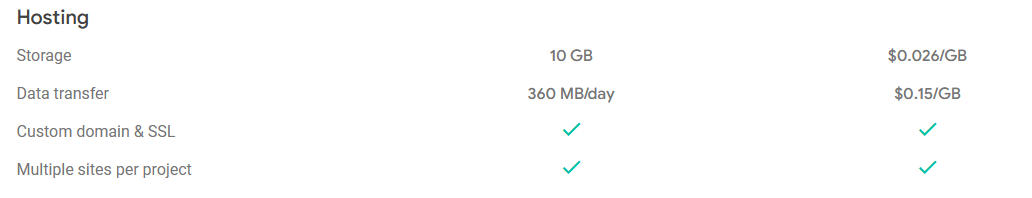 Hosting
Storage 10 GB $0.026/GB
Data transfer 360 MB/day $0.15/GB
Custom domain & SSL
Multiple sites per project